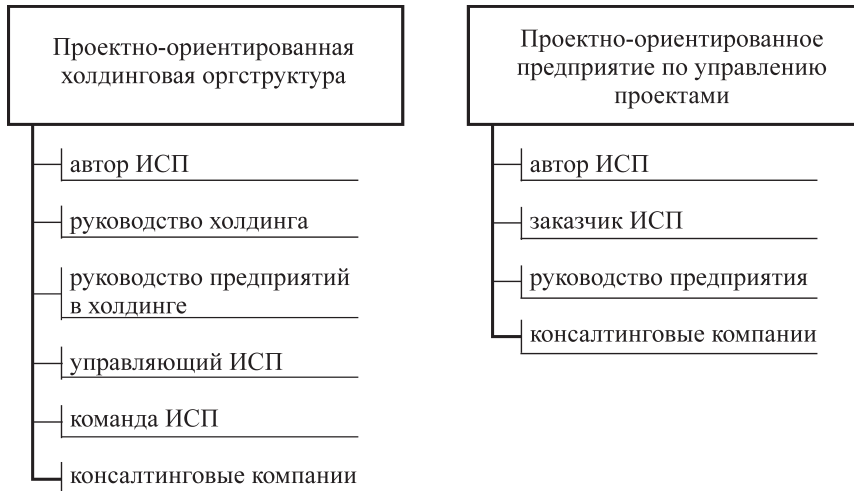 Проектно-ориентированная
холдинговая оргструктура
автор ИСП
руководство холдинга
руководство предприятий
в холдинге
управляющий ИСП
команда ИСП
консалтинговые компании
Проектно-ориентированное
предприятие по управлению
проектами
автор ИСП
заказчик ИСП
руководство предприятия
консалтинговые компании